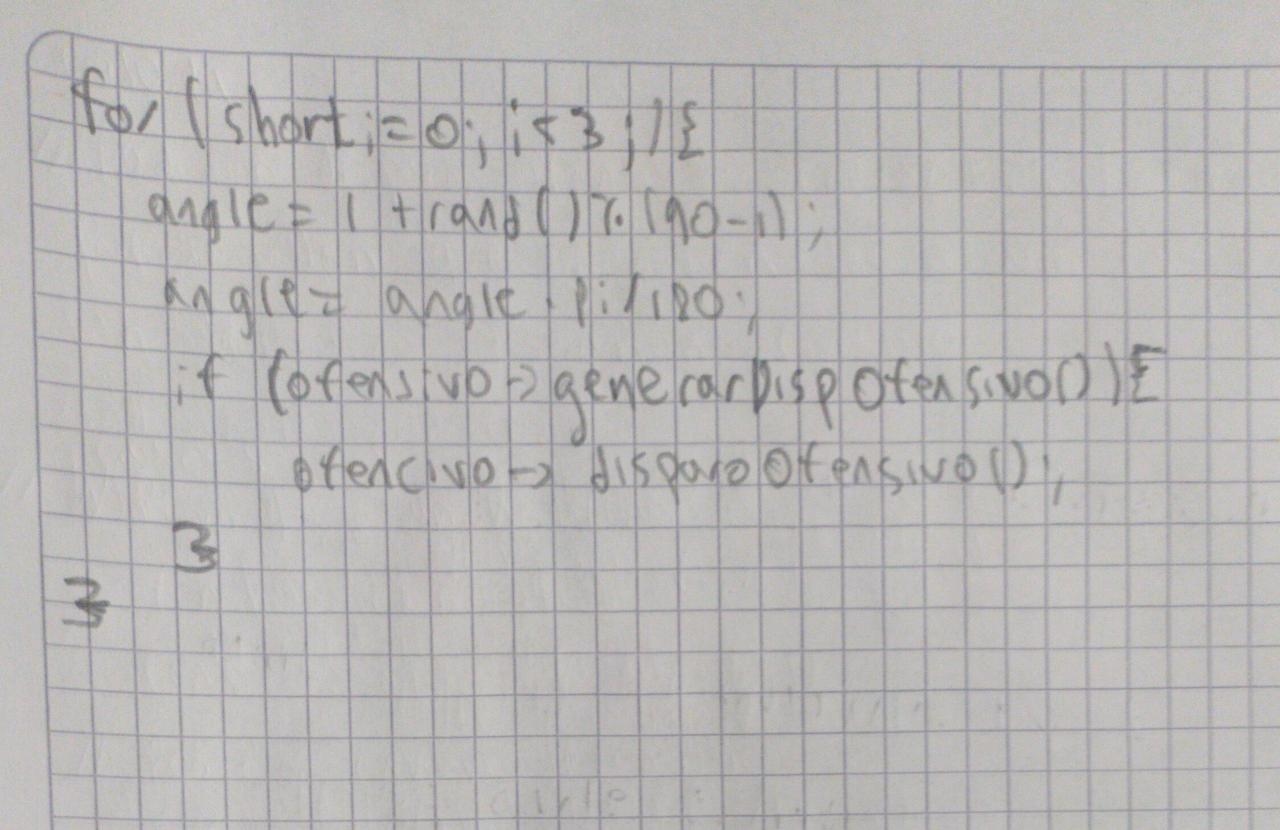 for (short i=0; i<3;){
angle = 1 + rand()%(90-1);
angle = angle · pi/180;
if (ofensivo->generarDispOfensivo()){
ofencivo-> disparoOfensivo();
}
}